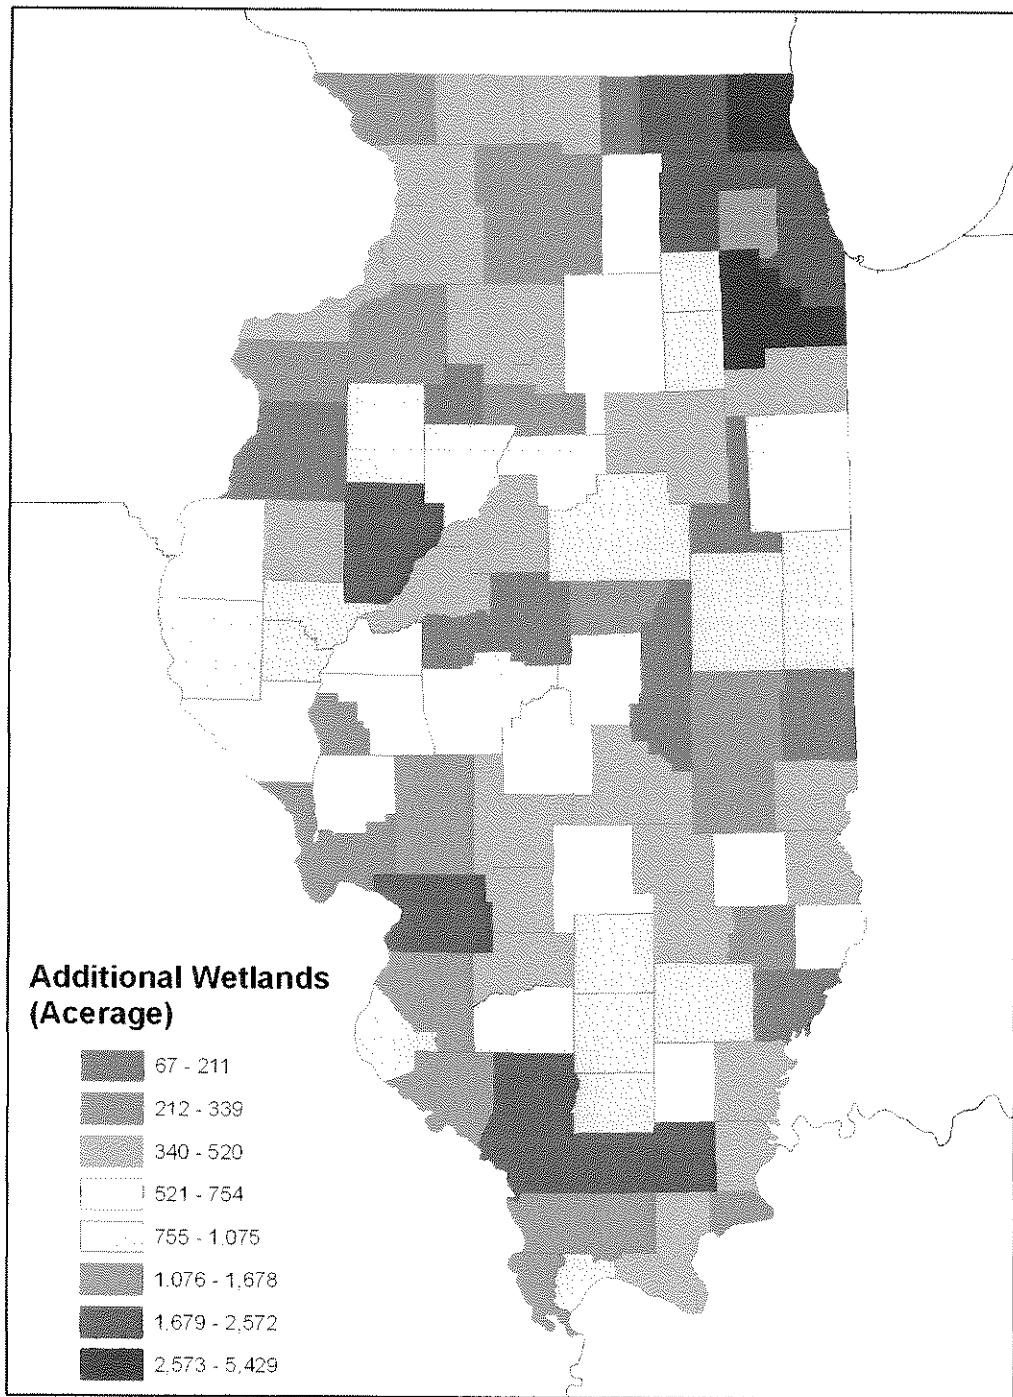 Additional Wetlands
(Acerage)
67 - 211
212 - 339
340 - 520
521 - 754
755 - 1,075
1.076 - 1,678
1,679 - 2,572
2,573 - 5,429